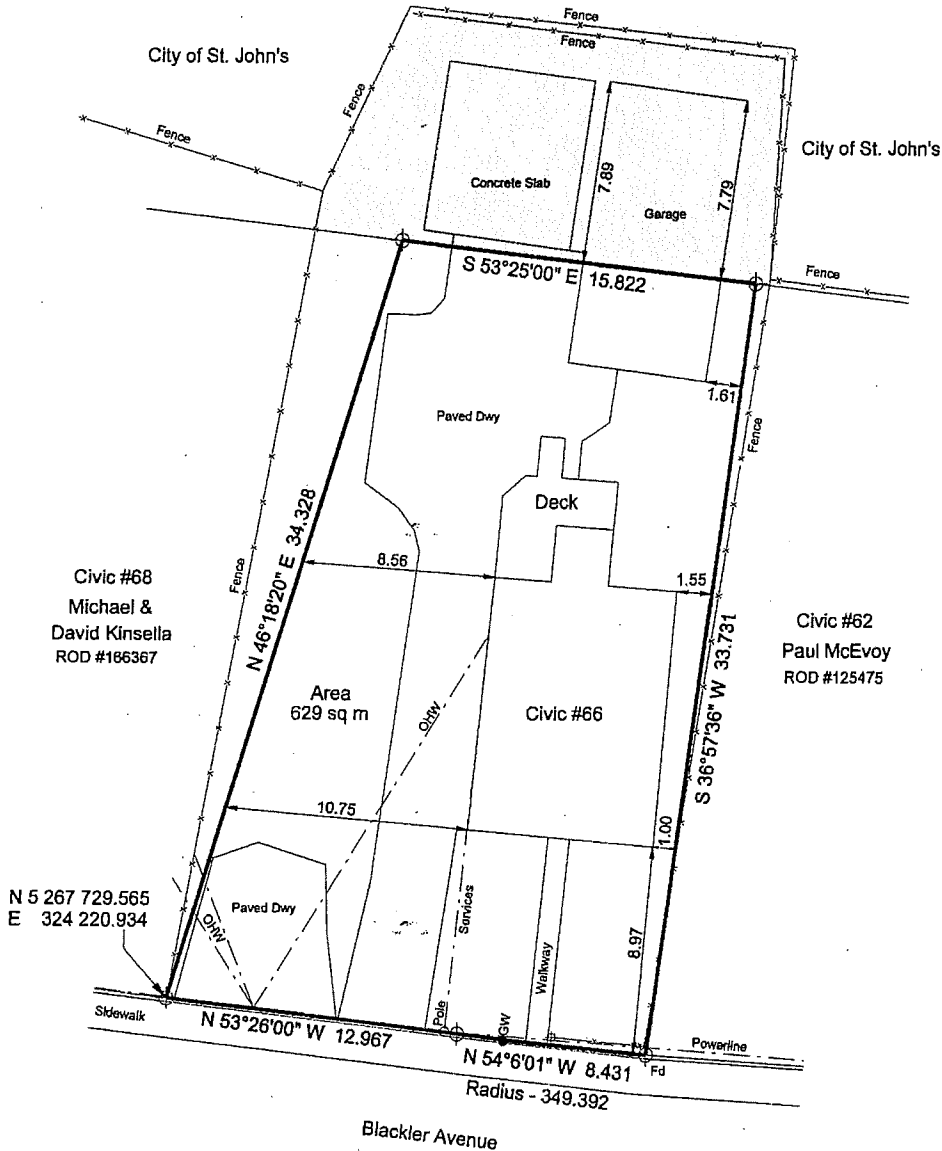 Fence
Fence
City of St. John's
Fence
Fence
City of St. John's
Concrete Slab
7.89
Garage
7.79
S 53°25'00" E 15.822
Fence
1.61
Fence
Paved Dwy
Deck
N 46°18'20" E 34.328
Fence
8.56
1.55
Civic #68
Michael &
David Kinsella
ROD #166367
Civic #62
Paul McEvoy
ROD #125475
S 36°57'36" W 33.731
Area
629 sq m
OHW
Civic #66
10.75
1.00
N 5 267 729.565
E 324 220.934
Paved Dwy
OHW
Services
Walkway
8.97
Sidewalk
Pole
GW
Powerline
N 53°26'00" W 12.967
N 54°6'01" W 8.431
Fd
Radius - 349.392
Blackler Avenue